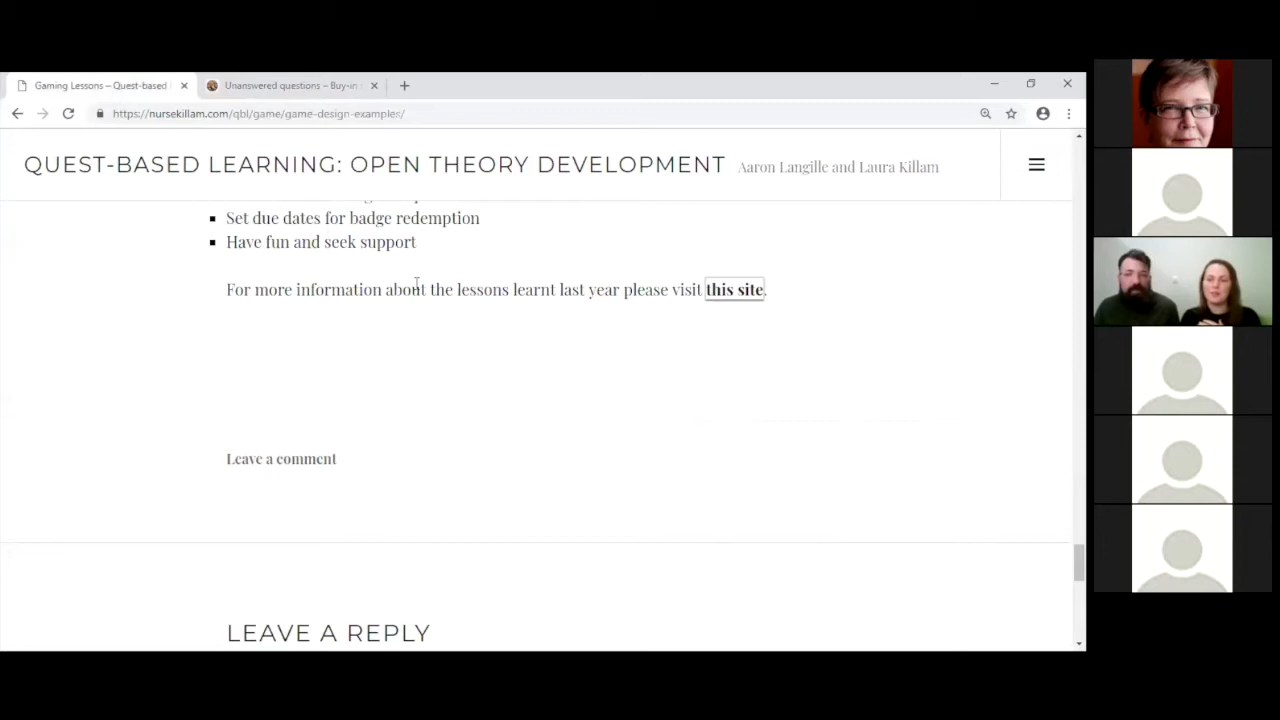 Gaming Lessons – Quest-based
Unanswered questions – Buy-in
https://nursekillam.com/qbl/game/game-design-examples/
QUEST-BASED LEARNING: OPEN THEORY DEVELOPMENT Aaron Langille and Laura Killam
Set due dates for badge redemption
Have fun and seek support
For more information about the lessons learnt last year please visit this site.
Leave a comment
LEAVE A REPLY